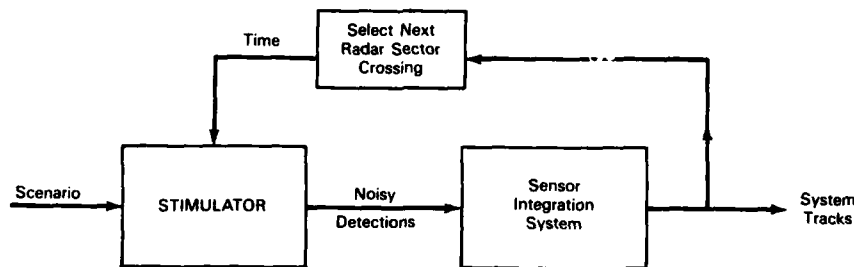 Select Next
Radar Sector
Crossing
Time
Scenario
STIMULATOR
Noisy
Detections
Sensor
Integration
System
System
Tracks